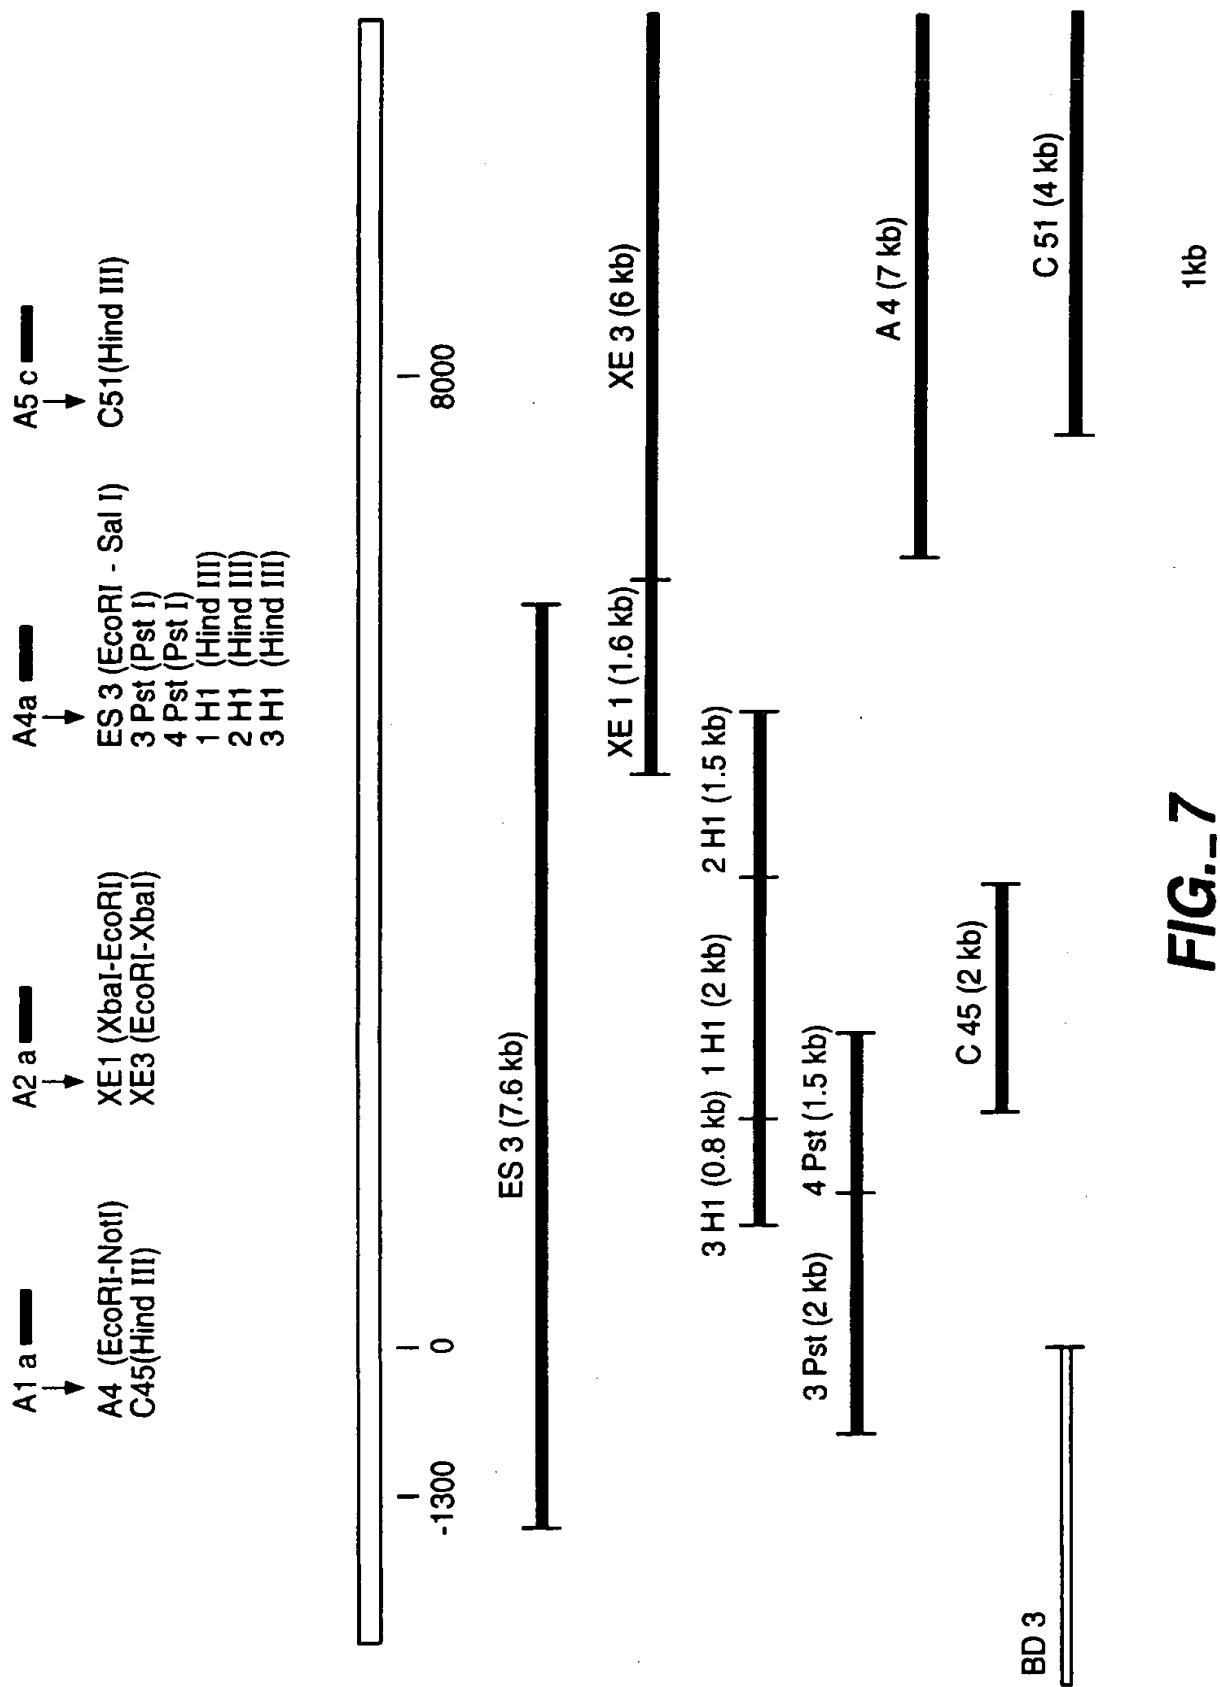 A1 a
A4 (EcoRI-NotI)
C45(Hind III)
A2 a
XE1 (XbaI-EcoRI)
XE3 (EcoRI-XbaI)
A4a
ES 3 (EcoRI - Sal I)
3 Pst (Pst I)
4 Pst (Pst I)
1 H1 (Hind III)
2 H1 (Hind III)
3 H1 (Hind III)
A5 c
C51(Hind III)
-1300
0
8000
ES 3 (7.6 kb)
XE 1 (1.6 kb)
XE 3 (6 kb)
3 H1 (0.8 kb)
1 H1 (2 kb)
2 H1 (1.5 kb)
3 Pst (2 kb)
4 Pst (1.5 kb)
A 4 (7 kb)
C 45 (2 kb)
BD 3
C 51 (4 kb)
1kb
FIG._7